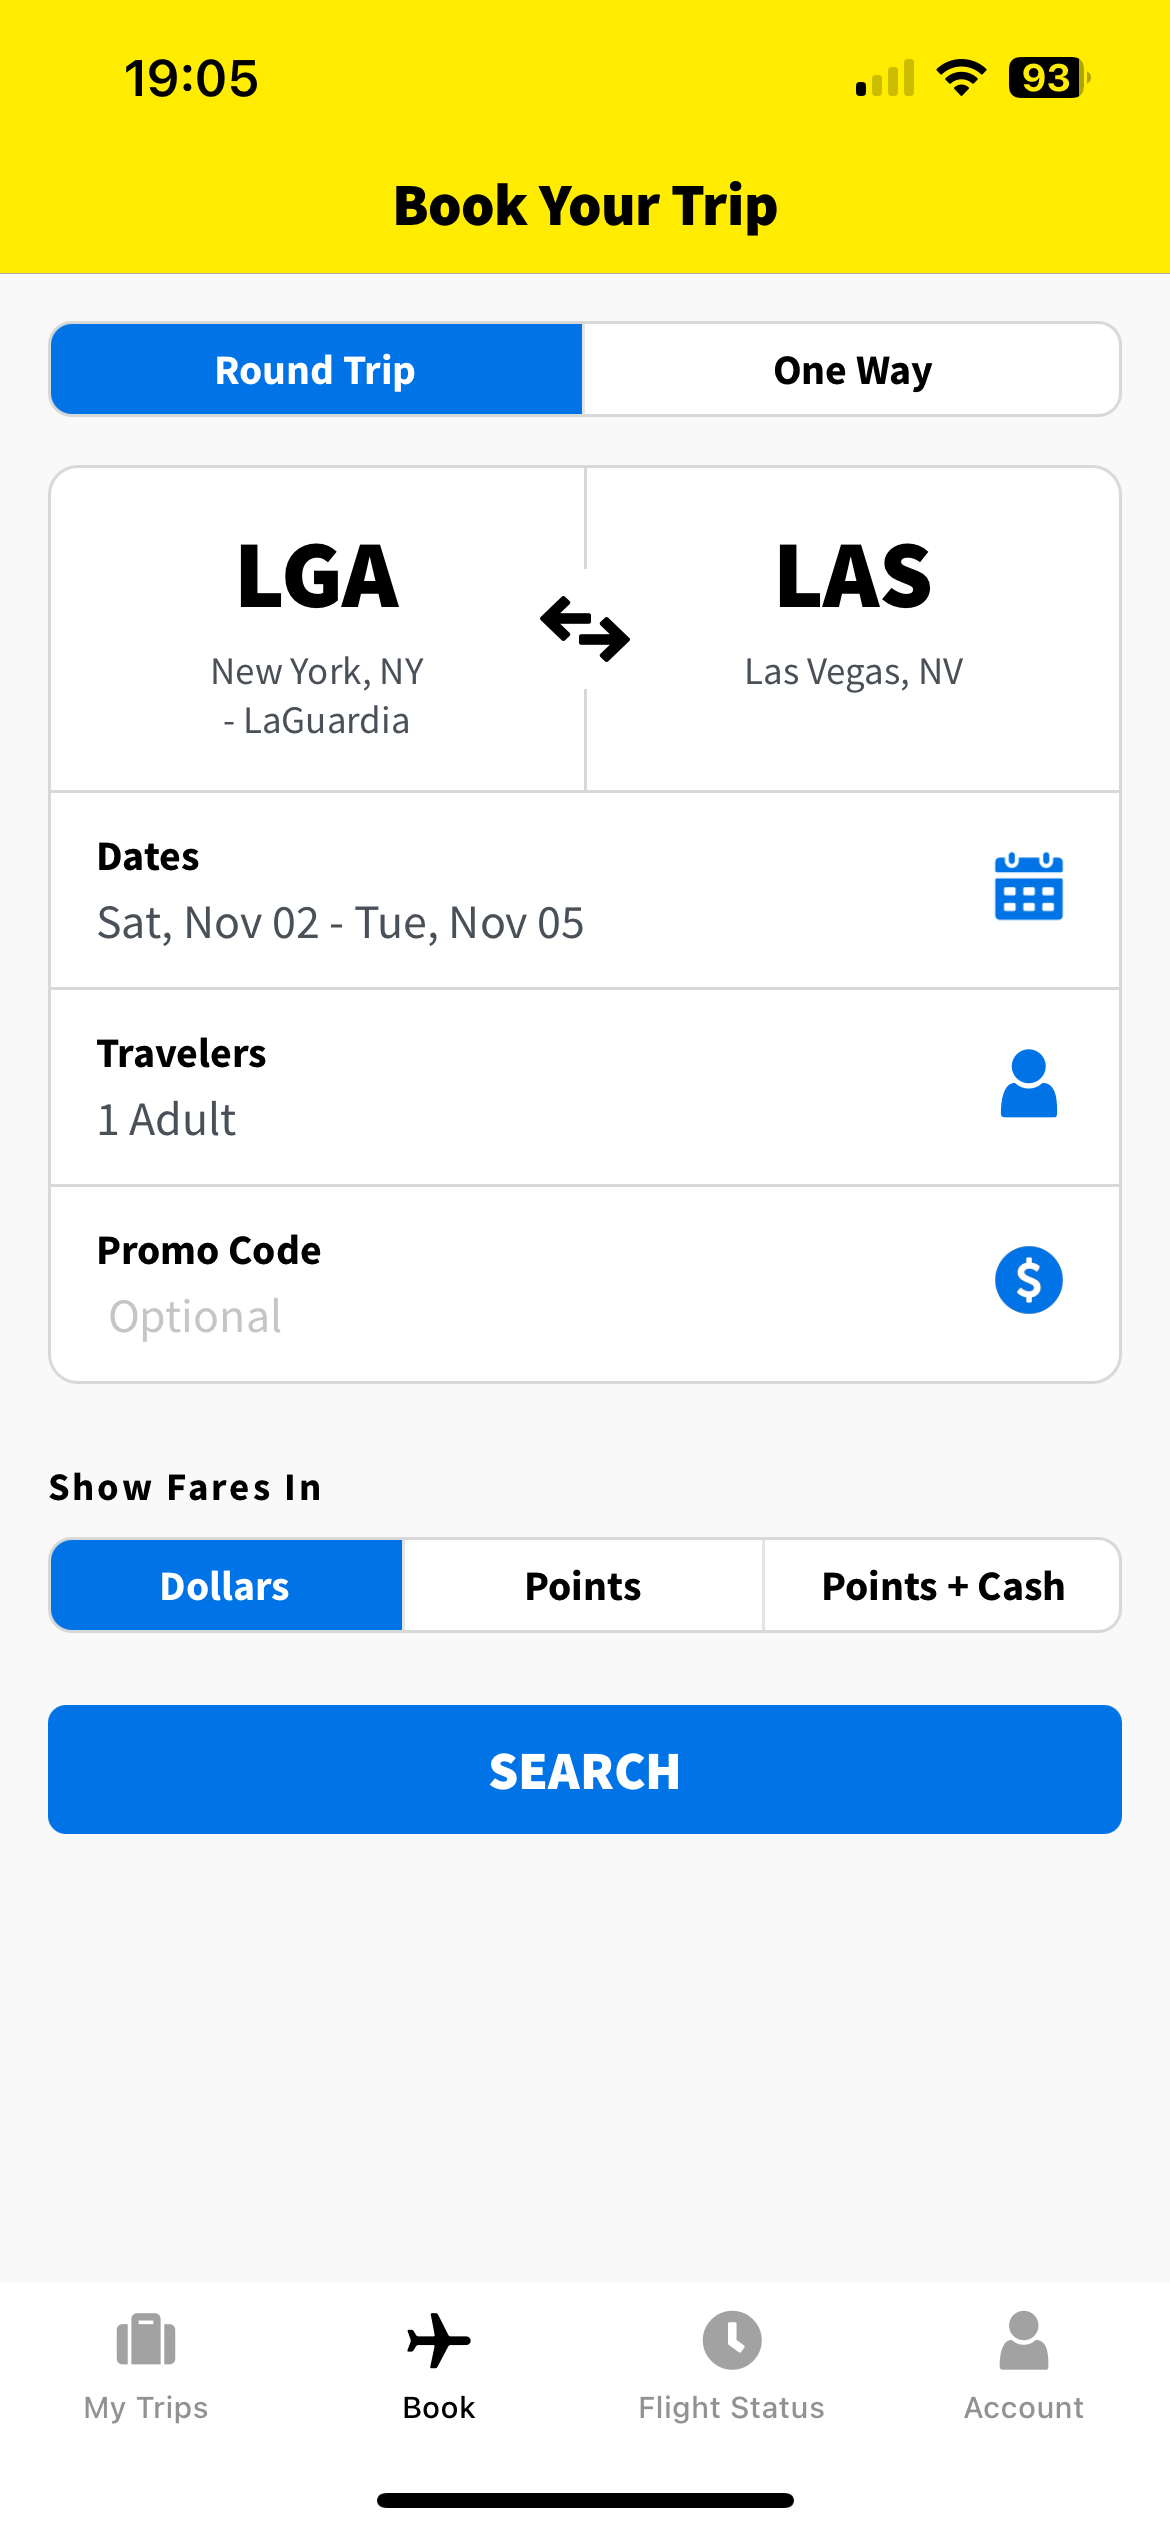 19:05
93
Book Your Trip
Round Trip
One Way
LGA
New York, NY
- LaGuardia
LAS
Las Vegas, NV
Dates
Sat, Nov 02 - Tue, Nov 05
Travelers
1 Adult
Promo Code
Optional
$
Show Fares In
Dollars
Points
Points + Cash
SEARCH
My Trips
Book
Flight Status
Account